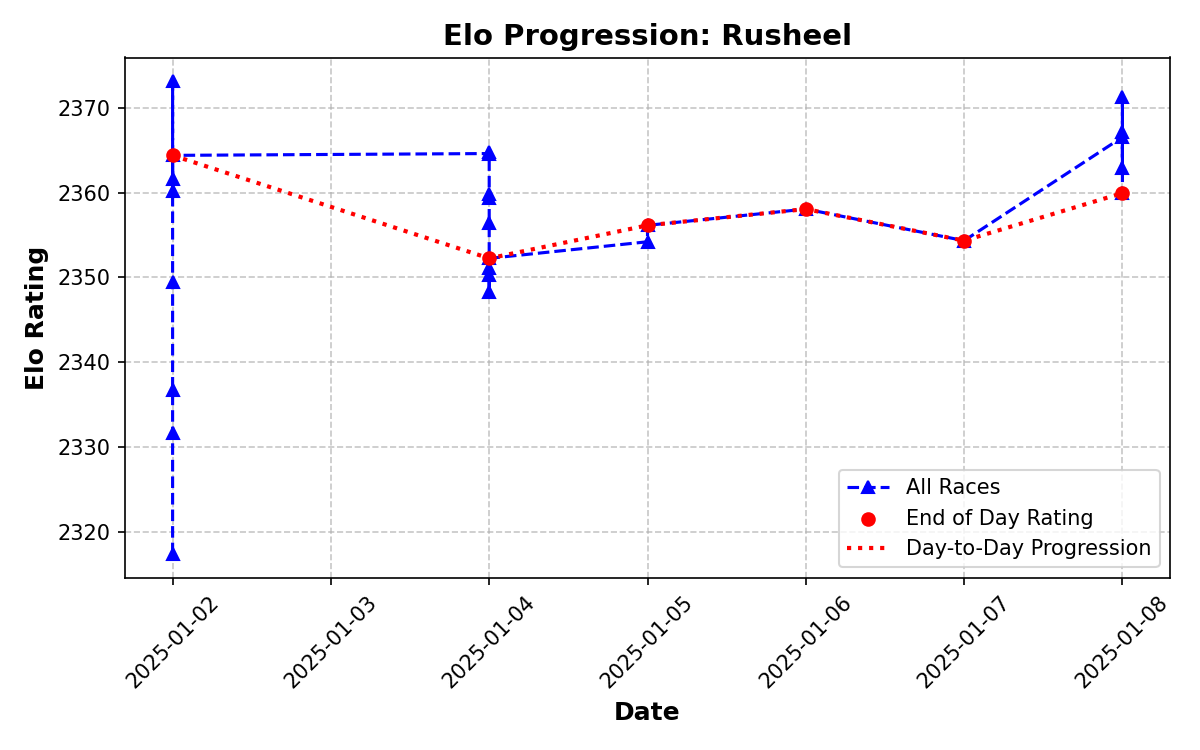 Elo Progression: Rusheel
Elo Rating
2370
2360
2350
2340
2330
2320
All Races
End of Day Rating
Day-to-Day Progression
2025-01-02
2025-01-03
2025-01-04
2025-01-05
2025-01-06
2025-01-07
2025-01-08
Date